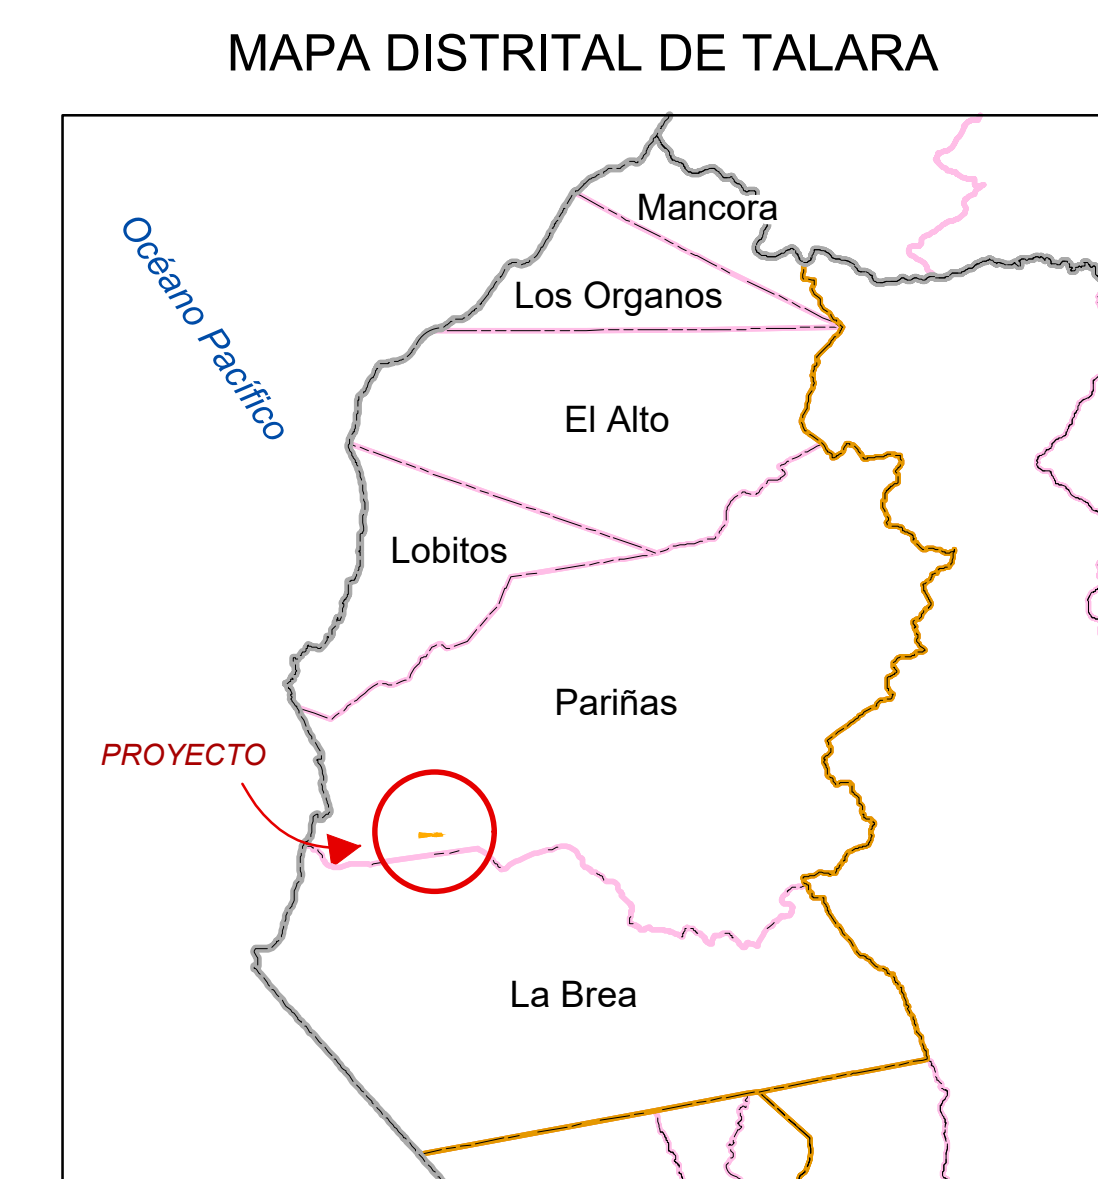 MAPA DISTRITAL DE TALARA
Mancora
Océano Pacífico
Los Organos
El Alto
Lobitos
Pariñas
PROYECTO
La Brea